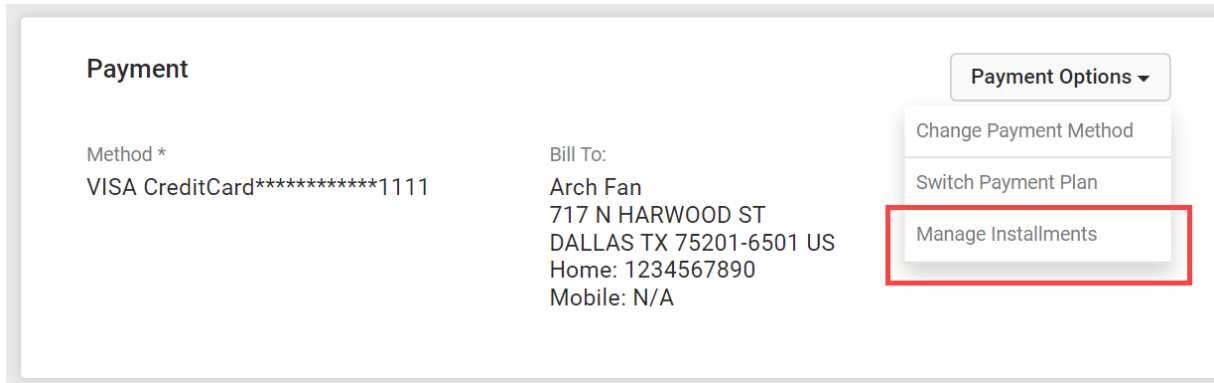 Payment
Payment Options
Change Payment Method
Switch Payment Plan
Manage Installments
Method *
VISA CreditCard************1111
Bill To:
Arch Fan
717 N HARWOOD ST
DALLAS TX 75201-6501 US
Home: 1234567890
Mobile: N/A